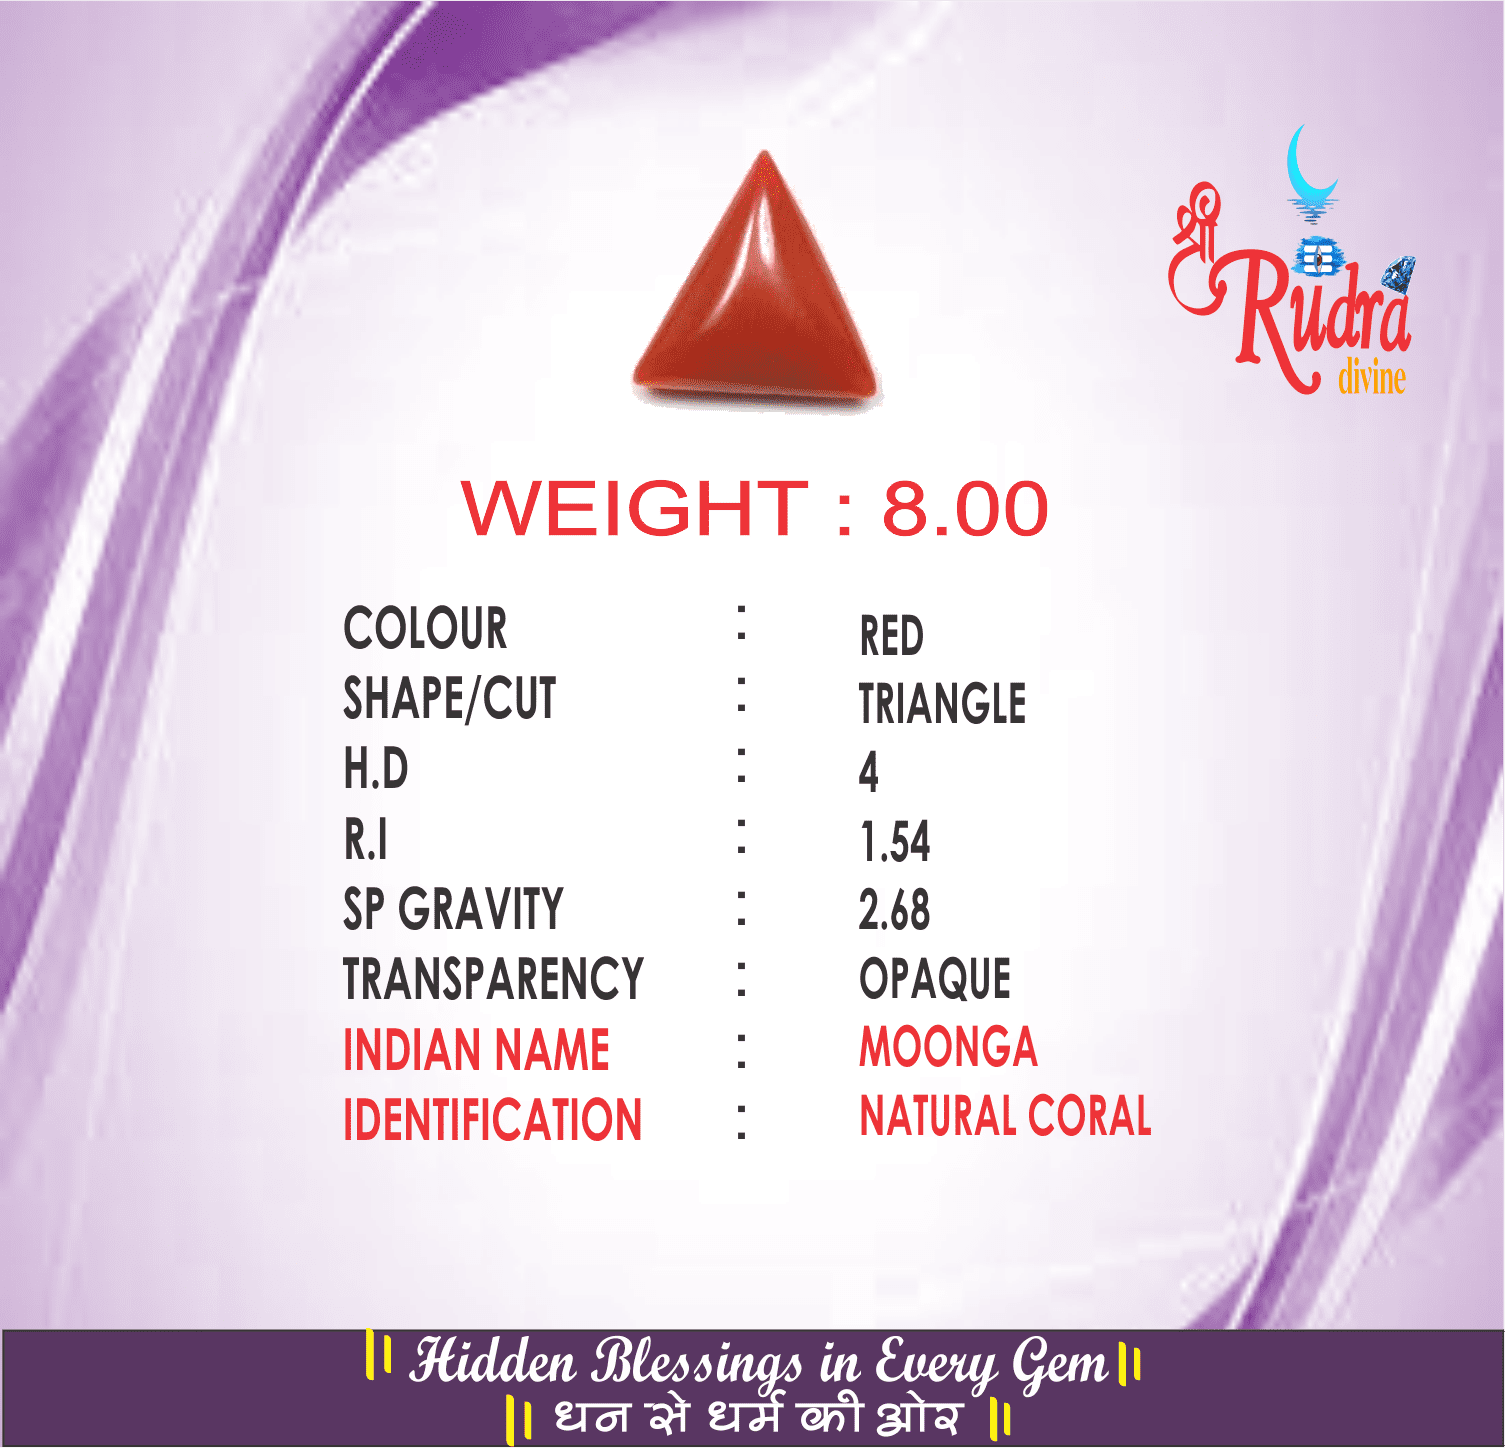 श्री Rudra
divine
WEIGHT : 8.00
COLOUR : RED
SHAPE/CUT : TRIANGLE
H.D : 4
R.I : 1.54
SP GRAVITY : 2.68
TRANSPARENCY : OPAQUE
INDIAN NAME : MOONGA
IDENTIFICATION : NATURAL CORAL
|| Hidden Blessings in Every Gem ||
|| धन से धर्म की ओर ||